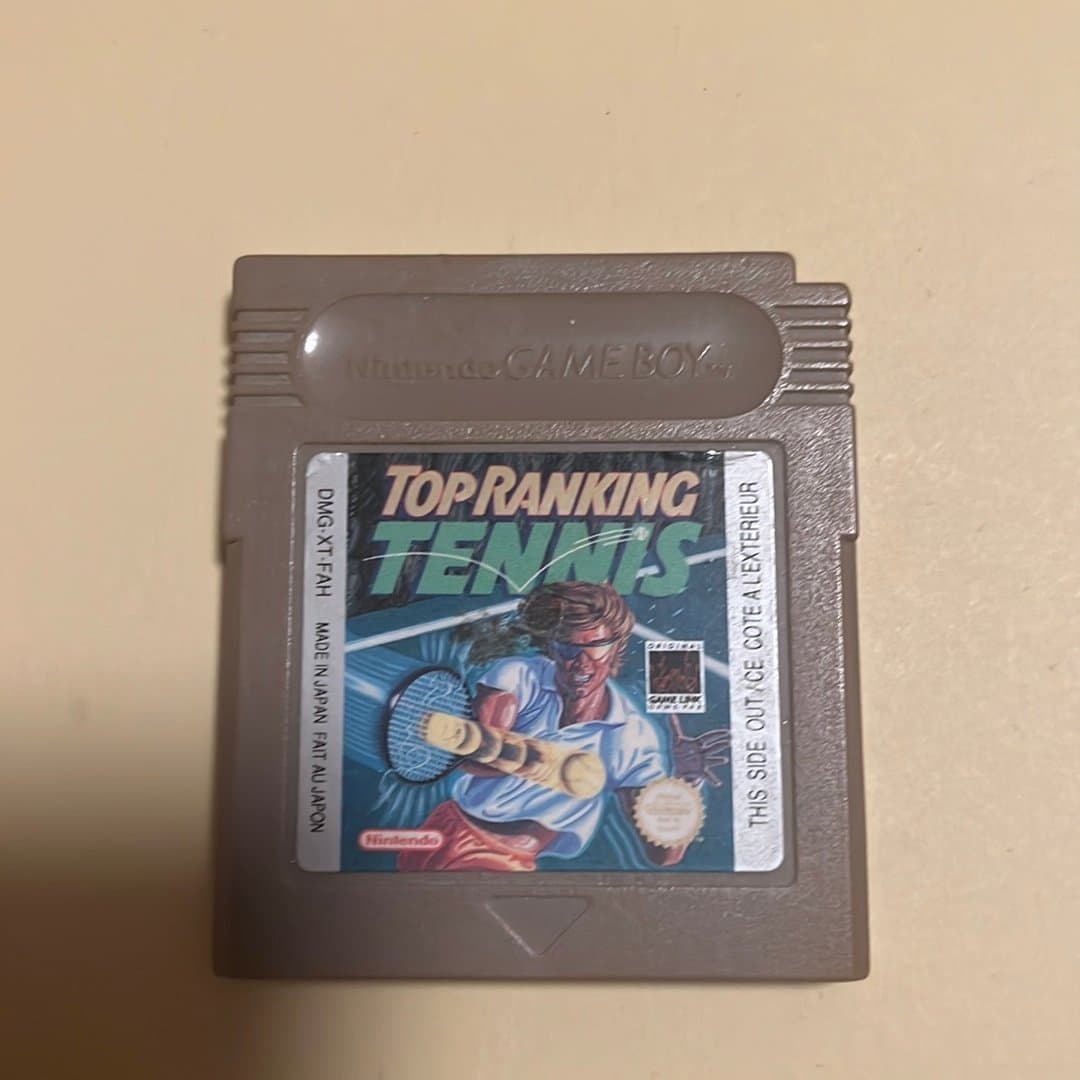 Nintendo GAME BOY TM
TOP RANKING
TENNIS
DMG-XT-FAH MADE IN JAPAN FAIT AU JAPON
THIS SIDE OUT/CE COTE A L'EXTERIEUR
ORIGINAL
GAME LINK
Nintendo